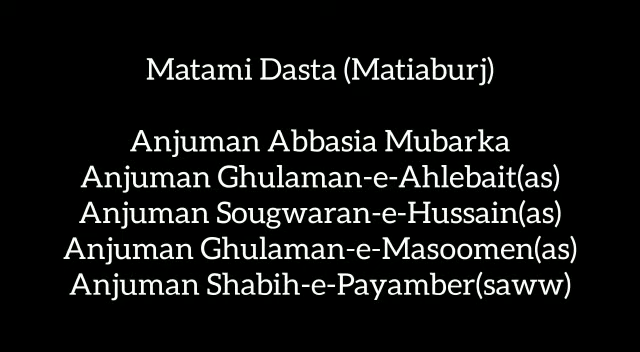 Matami Dasta (Matiaburj)
Anjuman Abbasia Mubarka
Anjuman Ghulaman-e-Ahlebait(as)
Anjuman Sougwaran-e-Hussain(as)
Anjuman Ghulaman-e-Masoomen(as)
Anjuman Shabih-e-Payamber(saww)